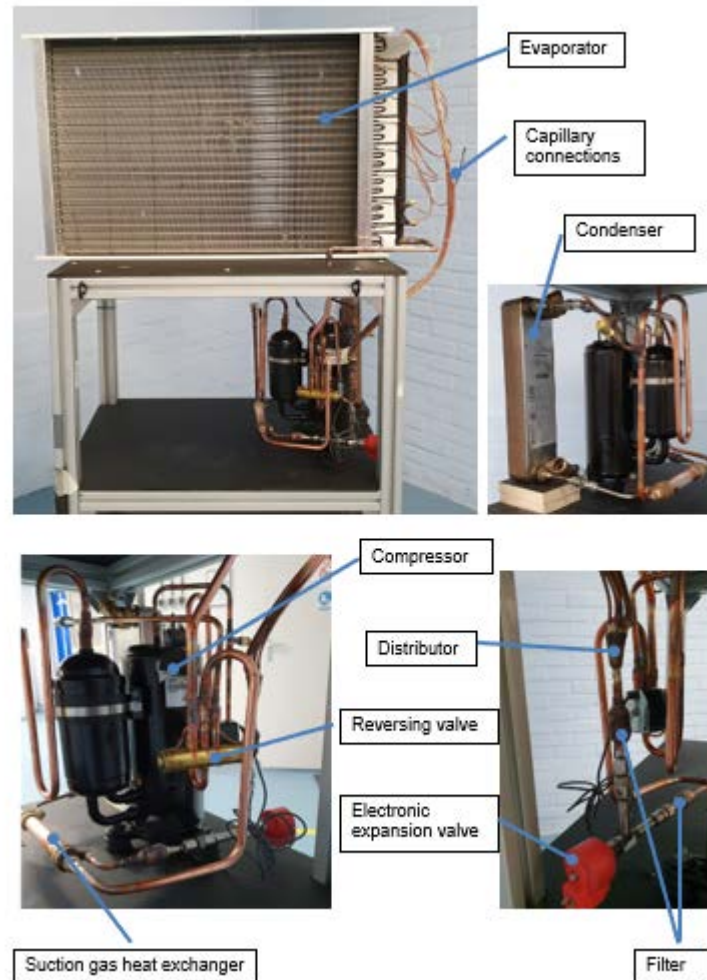 Evaporator
Capillary
connections
Condenser
Compressor
Distributor
Reversing valve
Electronic
expansion valve
Suction gas heat exchanger
Filter